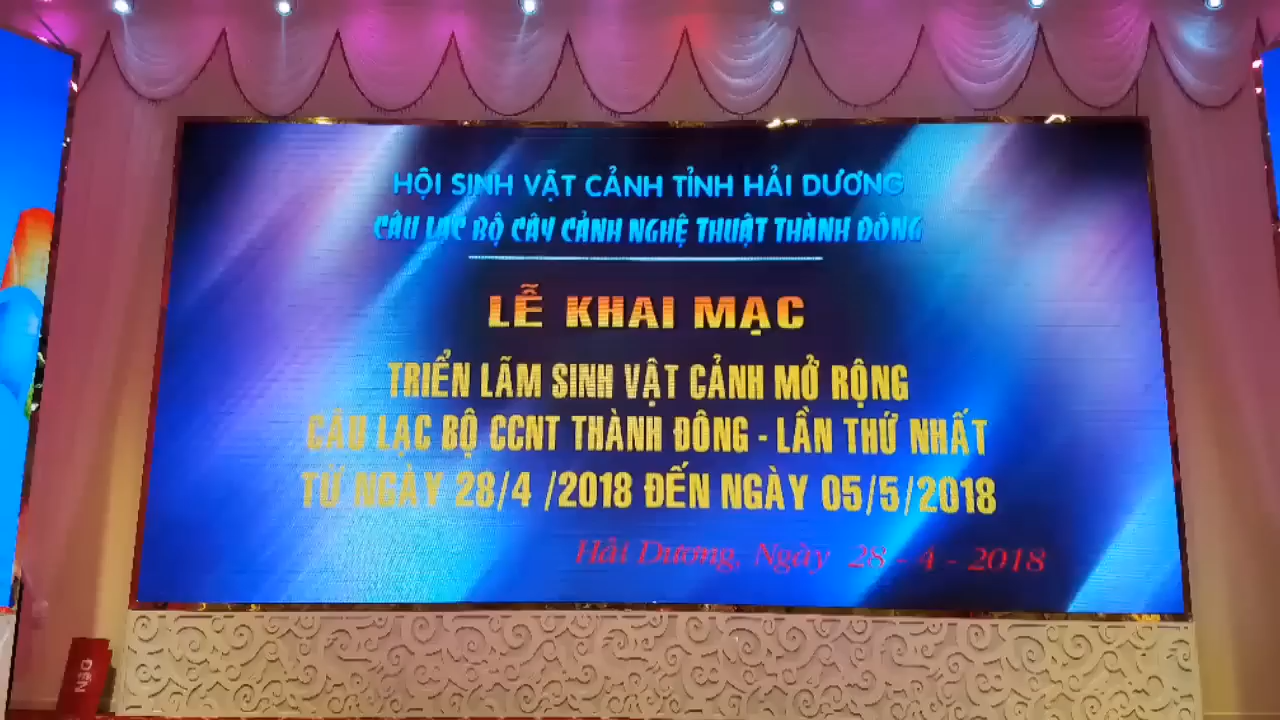 HỘI SINH VẬT CẢNH TỈNH HẢI DƯƠNG
CÂU LẠC BỘ CÂY CẢNH NGHỆ THUẬT THÀNH ĐÔNG
LỄ KHAI MẠC
TRIỂN LÃM SINH VẬT CẢNH MỞ RỘNG
CÂU LẠC BỘ CCNT THÀNH ĐÔNG - LẦN THỨ NHẤT
TỪ NGÀY 28/4 /2018 ĐẾN NGÀY 05/5/2018
Hải Dương, Ngày 28 - 4 - 2018
ĐẾN